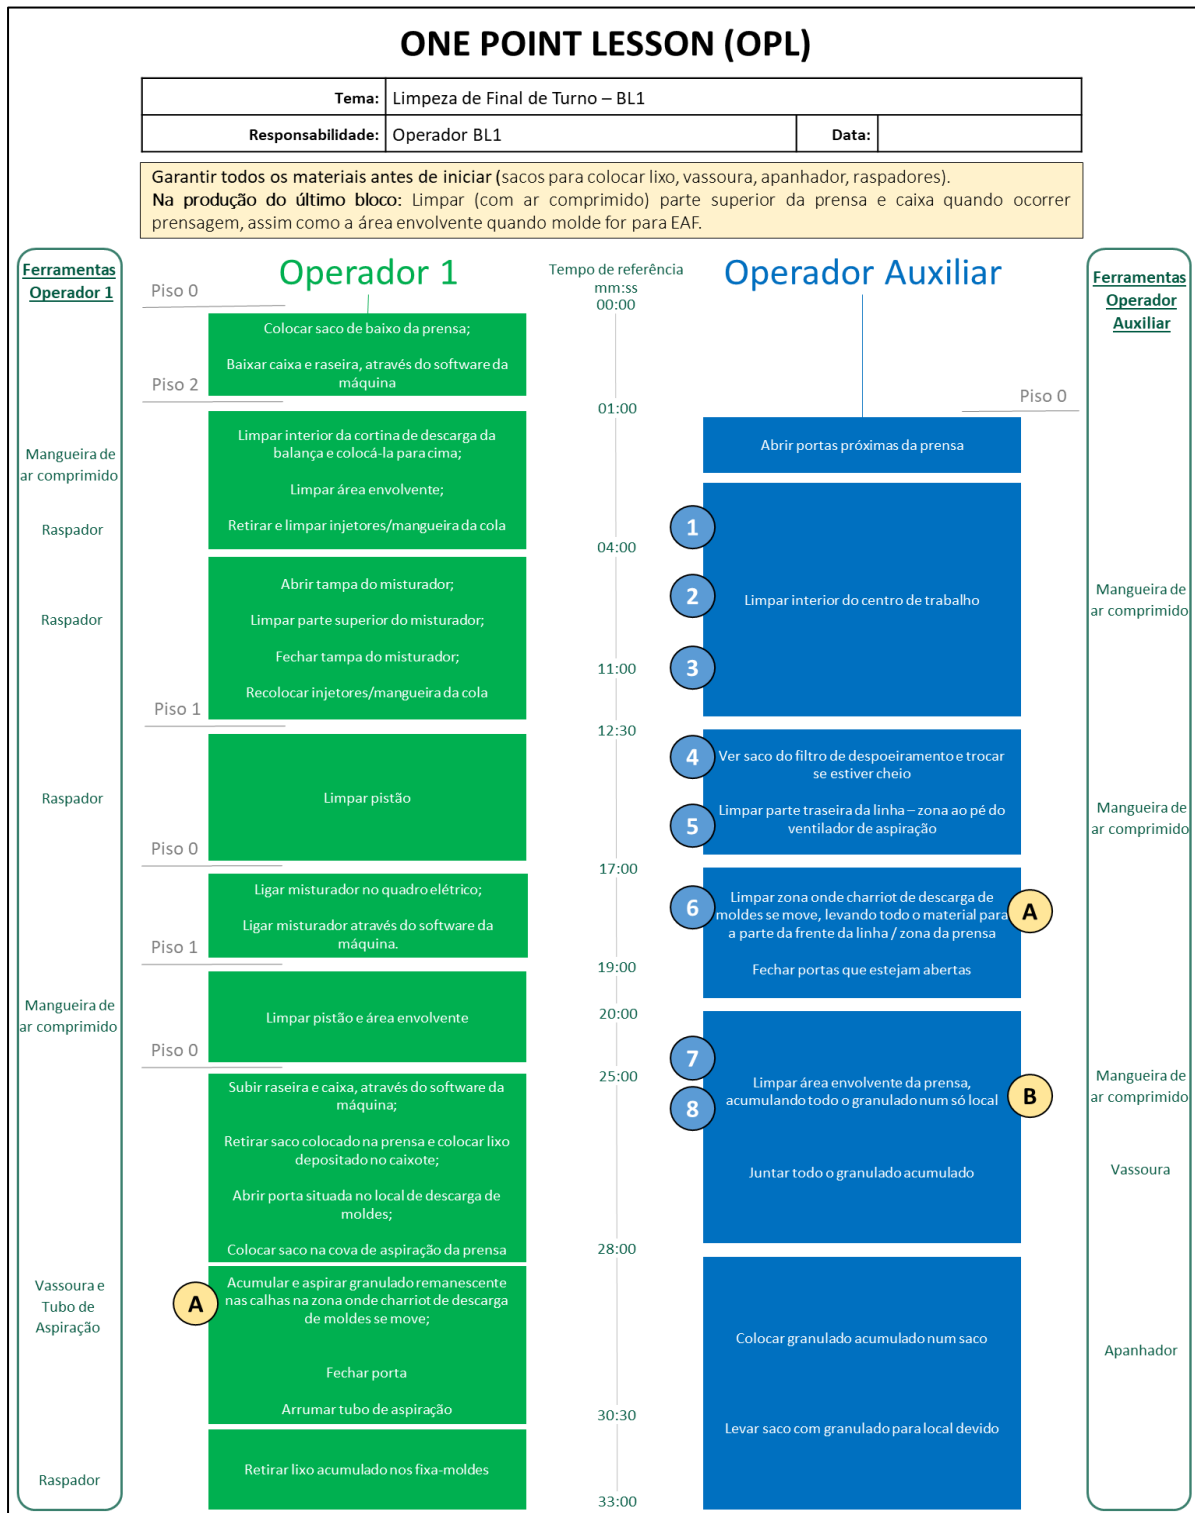 ONE POINT LESSON (OPL)
Tema: Limpeza de Final de Turno – BL1
Responsabilidade: Operador BL1 Data:
Garantir todos os materiais antes de iniciar (sacos para colocar lixo, vassoura, apanhador, raspadores).
Na produção do último bloco: Limpar (com ar comprimido) parte superior da prensa e caixa quando ocorrer
prensagem, assim como a área envolvente quando molde for para EAF.
Ferramentas
Operador 1
Mangueira de
ar comprimido
Raspador
Raspador
Raspador
Mangueira de
ar comprimido
Vassoura e
Tubo de
Aspiração
Raspador
Operador 1
Piso 0
Colocar saco de baixo da prensa;
Baixar caixa e raseira, através do software da
máquina
Piso 2
Limpar interior da cortina de descarga da
balança e colocá-la para cima;
Limpar área envolvente;
Retirar e limpar injetores/mangueira da cola
Abrir tampa do misturador;
Limpar parte superior do misturador;
Fechar tampa do misturador;
Recolocar injetores/mangueira da cola
Piso 1
Limpar pistão
Piso 0
Ligar misturador no quadro elétrico;
Ligar misturador através do software da
máquina.
Piso 1
Limpar pistão e área envolvente
Piso 0
Subir raseira e caixa, através do software da
máquina;
Retirar saco colocado na prensa e colocar lixo
depositado no caixote;
Abrir porta situada no local de descarga de
moldes;
Colocar saco na cova de aspiração da prensa
A
Acumular e aspirar granulado remanescente
nas calhas na zona onde charriot de descarga
de moldes se move;
Fechar porta
Arrumar tubo de aspiração
Retirar lixo acumulado nos fixa-moldes
Tempo de referência
mm:ss
00:00
01:00
04:00
11:00
12:30
17:00
19:00
20:00
25:00
28:00
30:30
33:00
Operador Auxiliar
Piso 0
Abrir portas próximas da prensa
1
2
Limpar interior do centro de trabalho
3
4
Ver saco do filtro de despoeiramento e trocar
se estiver cheio
5
Limpar parte traseira da linha – zona ao pé do
ventilador de aspiração
6
Limpar zona onde charriot de descarga de
moldes se move, levando todo o material para
a parte da frente da linha / zona da prensa
A
Fechar portas que estejam abertas
7
8
Limpar área envolvente da prensa,
acumulando todo o granulado num só local
B
Juntar todo o granulado acumulado
Colocar granulado acumulado num saco
Levar saco com granulado para local devido
Ferramentas
Operador
Auxiliar
Mangueira de
ar comprimido
Mangueira de
ar comprimido
Mangueira de
ar comprimido
Vassoura
Apanhador